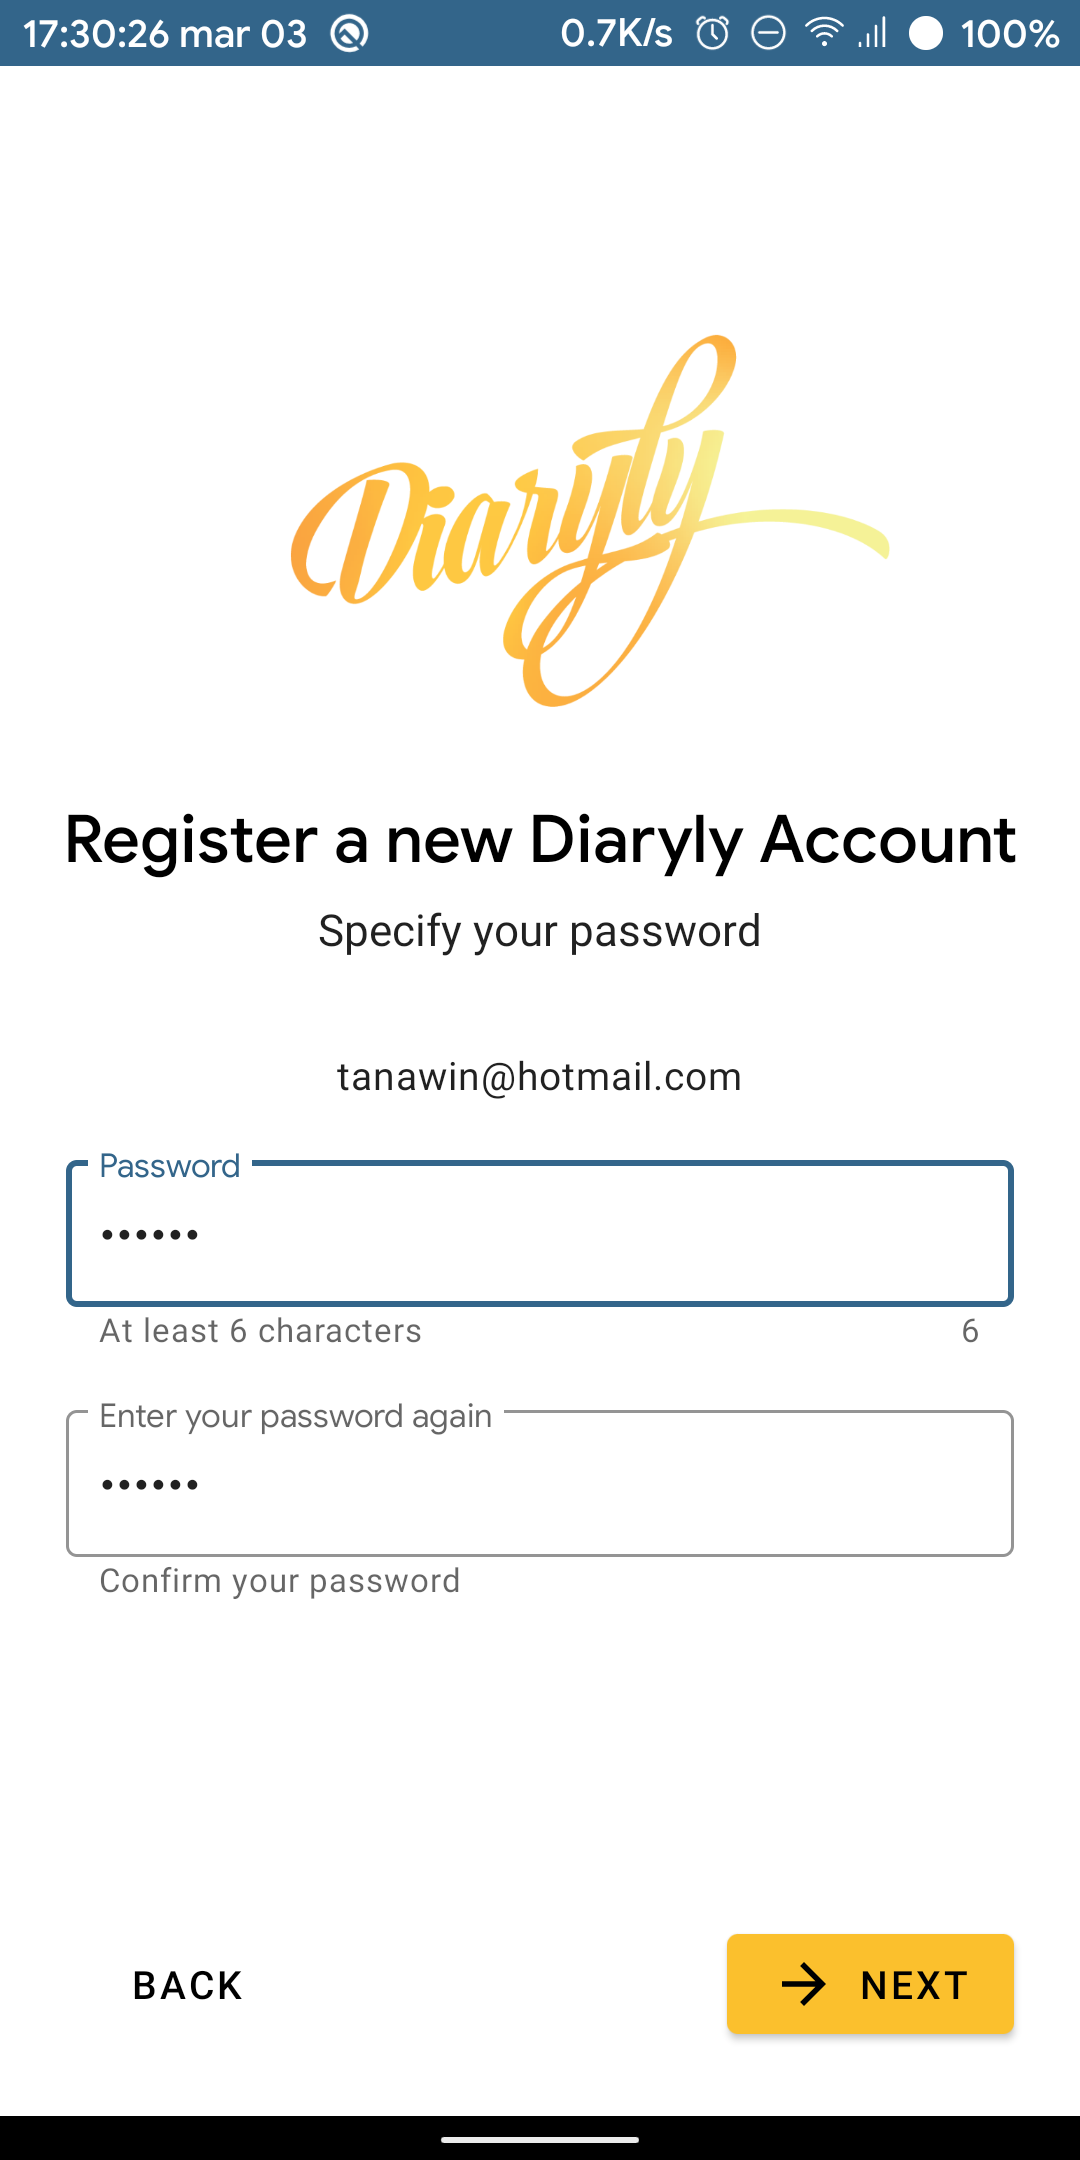 17:30:26 mar 03 0.7K/s 100%
Diaryly
Register a new Diaryly Account
Specify your password
tanawin@hotmail.com
Password
••••••
At least 6 characters 6
Enter your password again
••••••
Confirm your password
BACK NEXT